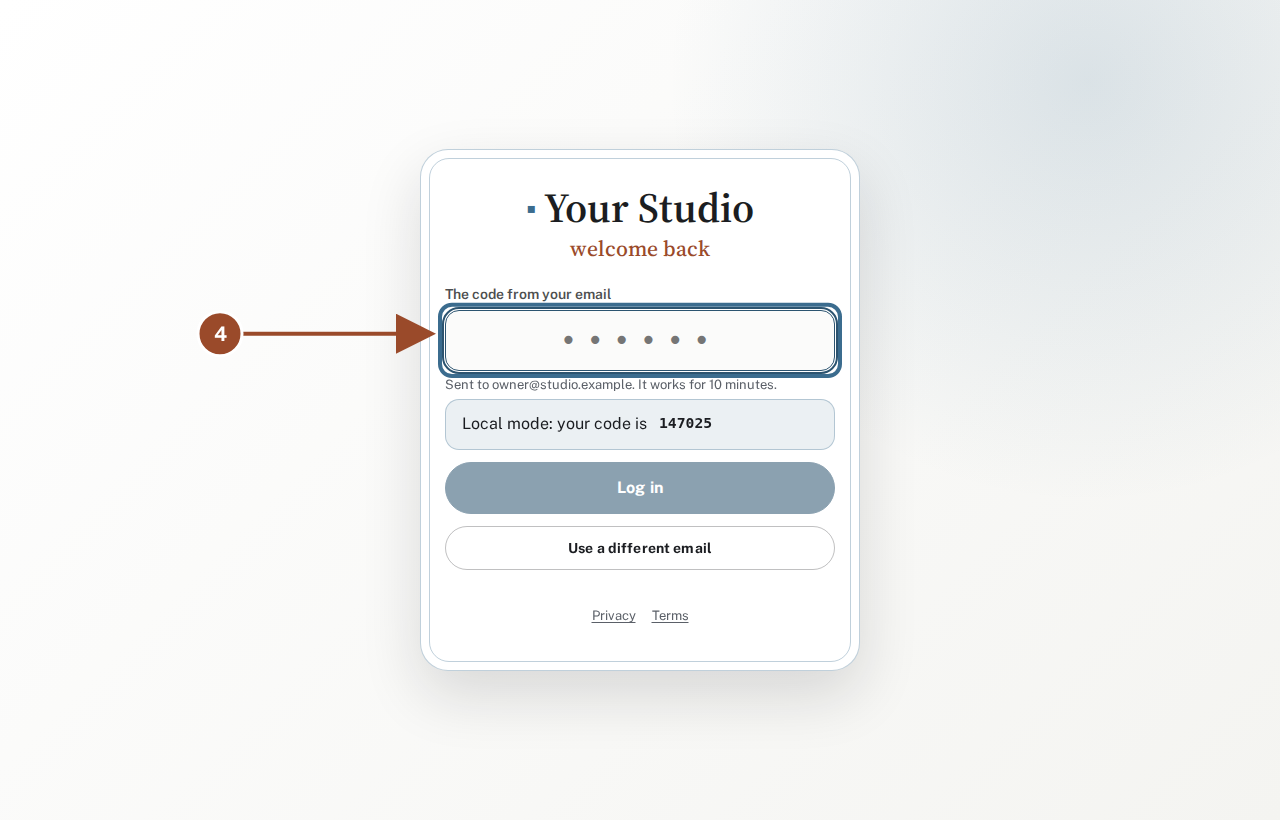 Your Studio
welcome back
The code from your email
4
● ● ● ● ● ●
Sent to owner@studio.example. It works for 10 minutes.
Local mode: your code is 147025
Log in
Use a different email
Privacy Terms